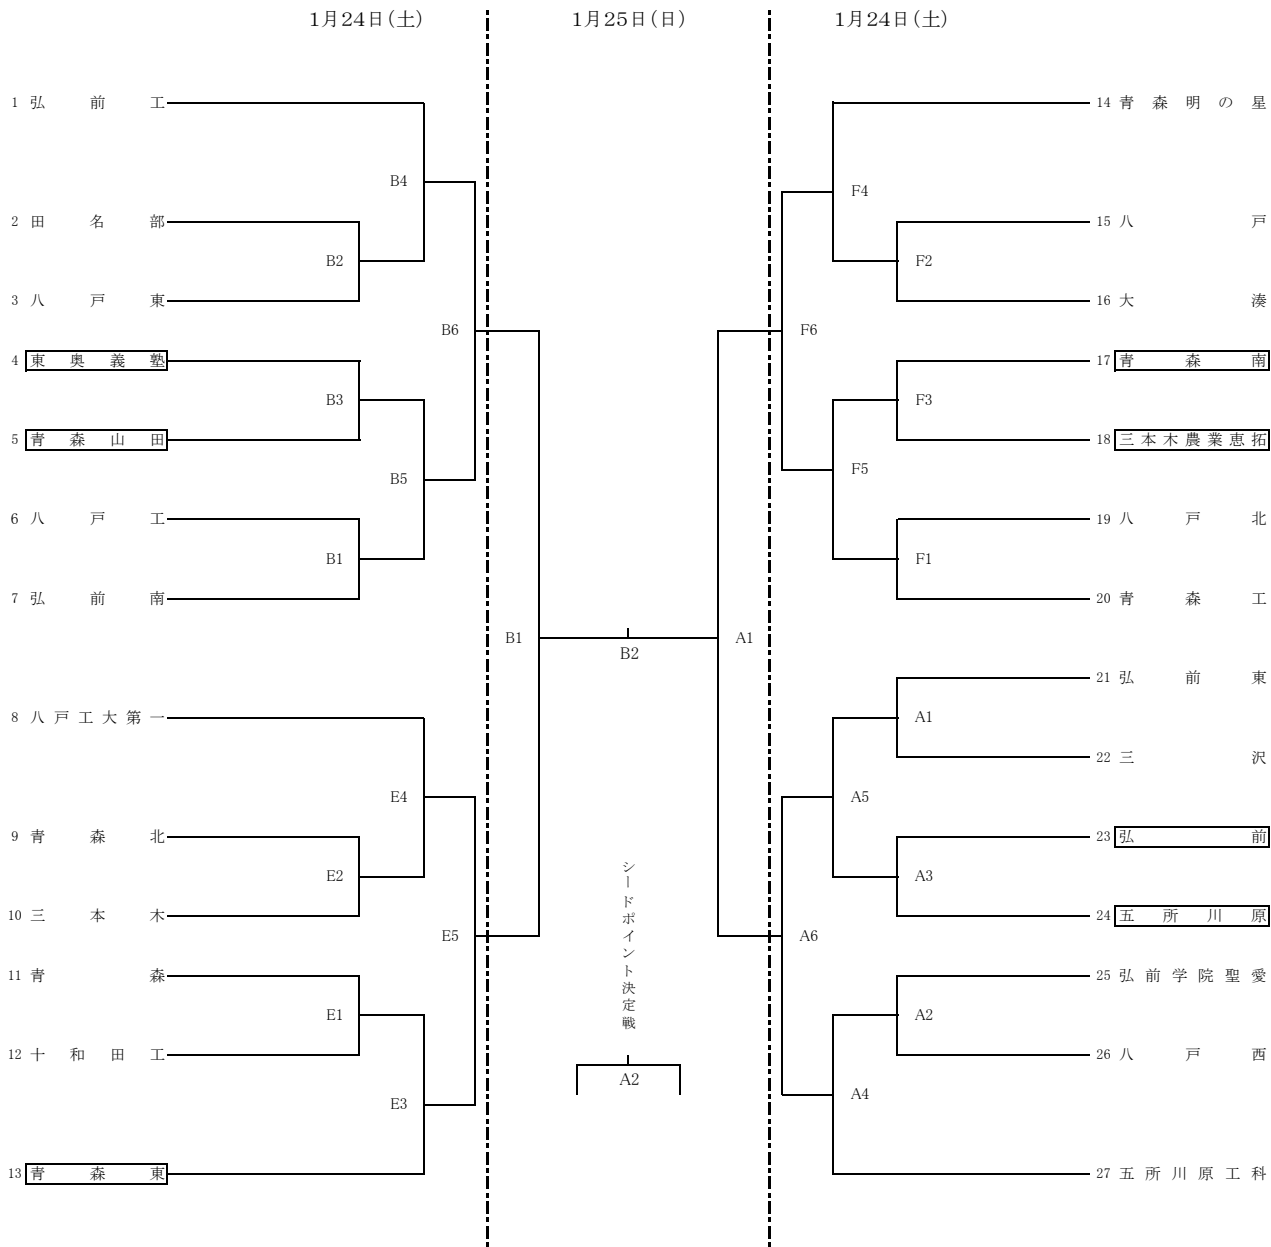 1月24日(土)
1月25日(日)
1月24日(土)
1 弘前工
14 青森明の星
B4
F4
2 田名部
15 八戸
B2
F2
3 八戸東
16 大湊
B6
F6
4 東奥義塾
17 青森南
B3
F3
5 青森山田
18 三本木農業恵拓
B5
F5
6 八戸工
19 八戸北
B1
F1
7 弘前南
20 青森工
B1
B2
A1
21 弘前東
8 八戸工大第一
A1
22 三沢
E4
A5
9 青森北
23 弘前
E2
A3
10 三本木
24 五所川原
E5
A6
シードポイント決定戦
11 青森
25 弘前学院聖愛
E1
A2
12 十和田工
26 八戸西
A2
E3
A4
13 青森東
27 五所川原工科